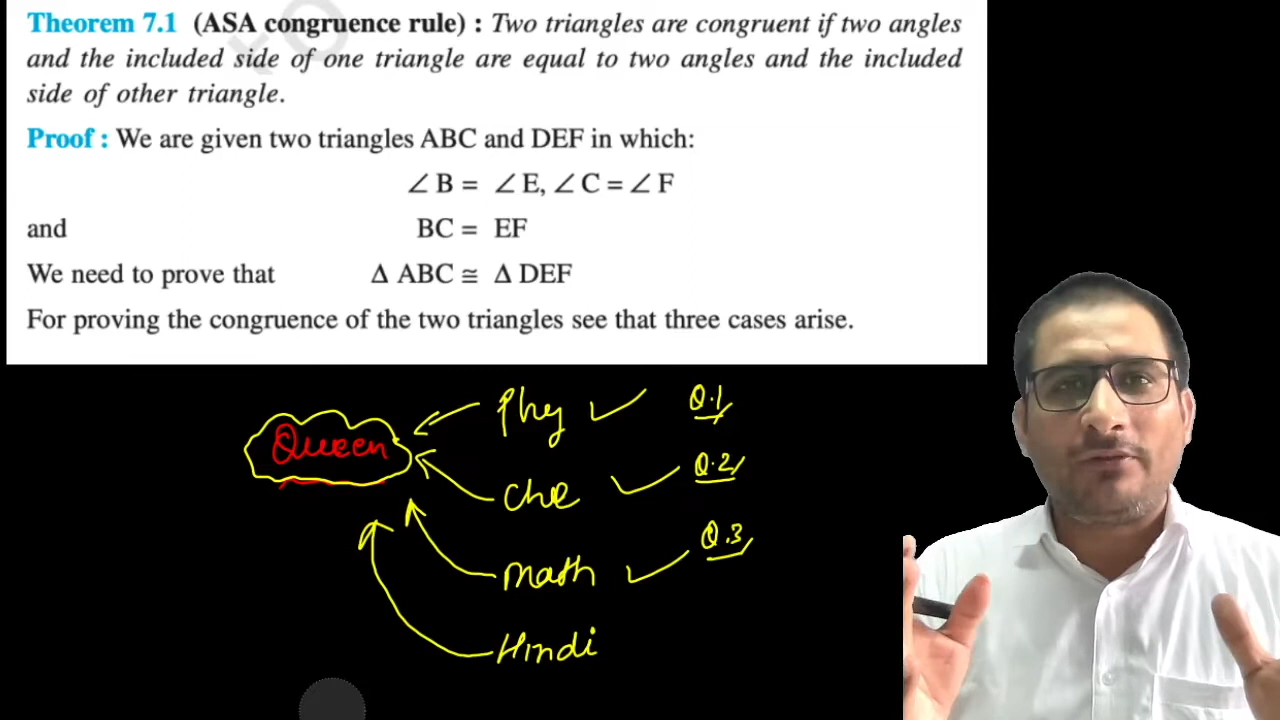 Theorem 7.1 (ASA congruence rule) : Two triangles are congruent if two angles
and the included side of one triangle are equal to two angles and the included
side of other triangle.
Proof : We are given two triangles ABC and DEF in which:
∠ B = ∠ E, ∠ C = ∠ F
and BC = EF
We need to prove that Δ ABC ≅ Δ DEF
For proving the congruence of the two triangles see that three cases arise.
Queen
Phy Q.1
Che Q.2
Math Q.3
Hindi